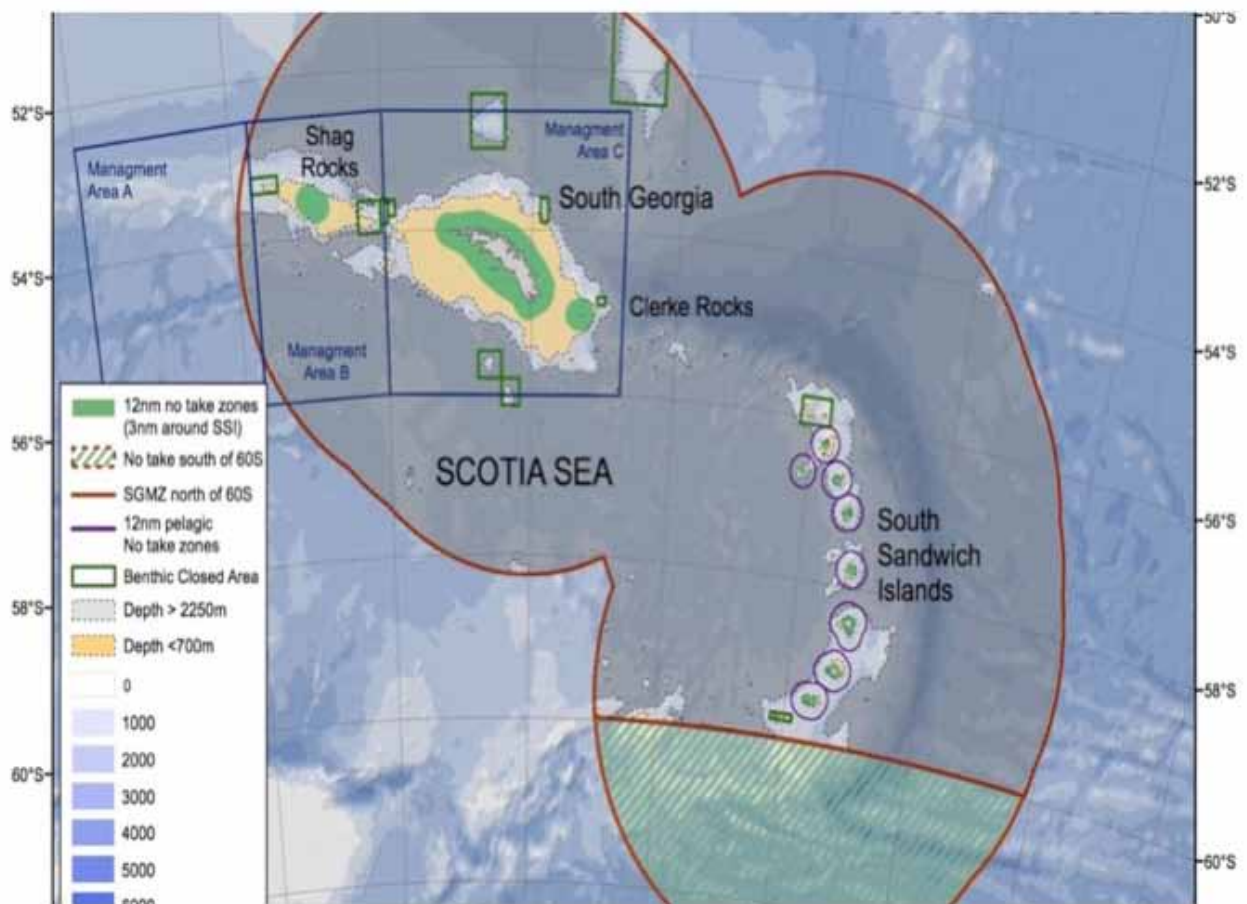 50°S
52°S
Shag
Rocks
Managment
Area C
Managment
Area A
South Georgia
52°S
54°S
Clerke Rocks
Managment
Area B
54°S
12nm no take zones
(3nm around SSI)
No take south of 60S
SGMZ north of 60S
12nm pelagic
No take zones
Benthic Closed Area
Depth > 2250m
Depth <700m
0
1000
2000
3000
4000
5000
6000
56°S
SCOTIA SEA
South
Sandwich
Islands
56°S
58°S
58°S
60°S
60°S